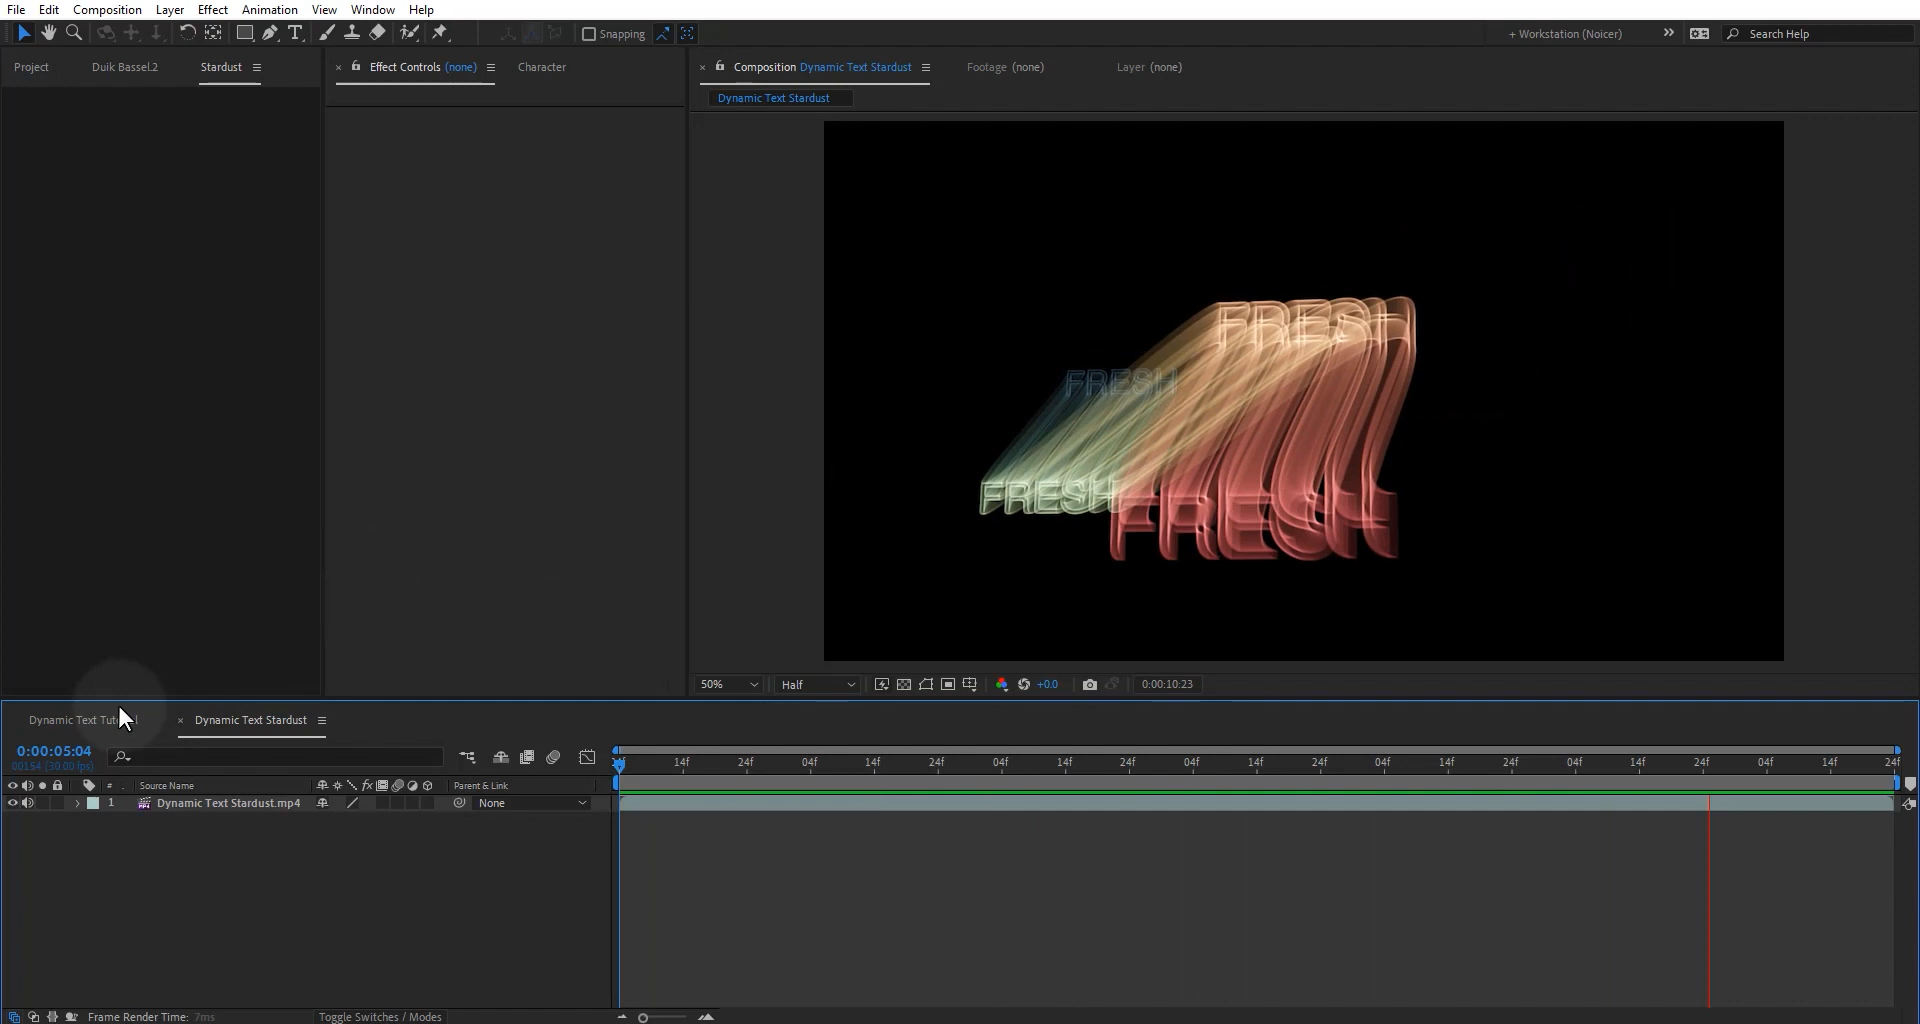 File Edit Composition Layer Effect Animation View Window Help
Snapping + Workstation (Noicer) Search Help
Project Duik Bassel.2 Stardust Effect Controls (none) Character Composition Dynamic Text Stardust Footage (none) Layer (none)
Dynamic Text Stardust
FRESH
FRESH
FRESH
FRESH
50% Half +0.0 0:00:10:23
Dynamic Text Dynamic Text Stardust
0:00:05:04
00154 (30.00 fps)
14f 24f 04f 14f 24f 04f 14f 24f 04f 14f 24f 04f 14f 24f 04f 14f 24f 04f 14f 24f
# Source Name fx Parent & Link
1 Dynamic Text Stardust.mp4 None
Frame Render Time: 7ms Toggle Switches / Modes